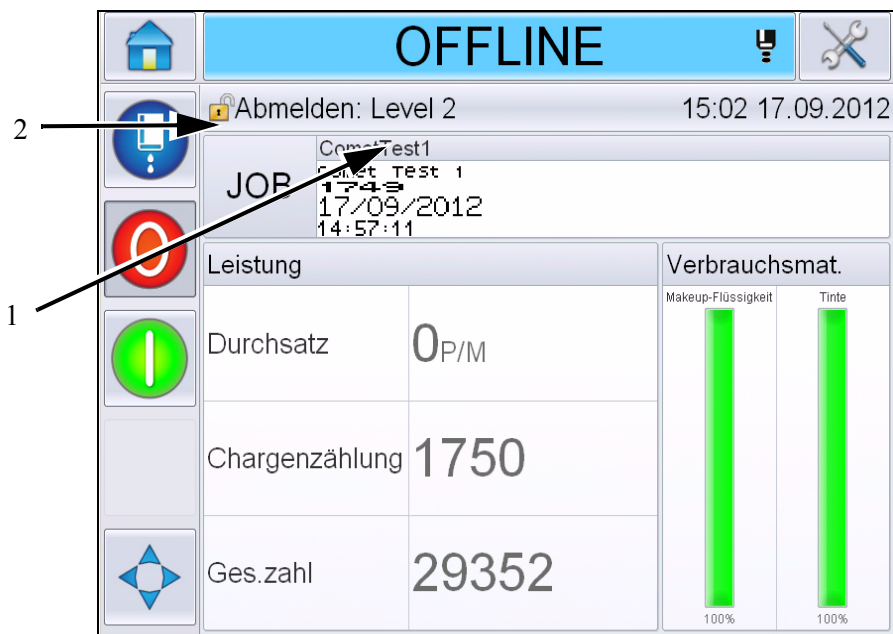 OFFLINE
2
Abmelden: Level 2 15:02 17.09.2012
JOB
CometTest1
Comet Test 1
1749
17/09/2012
14:57:11
1
Leistung
Durchsatz 0P/M
Chargenzählung 1750
Ges.zahl 29352
Verbrauchsmat.
Makeup-Flüssigkeit Tinte
100% 100%